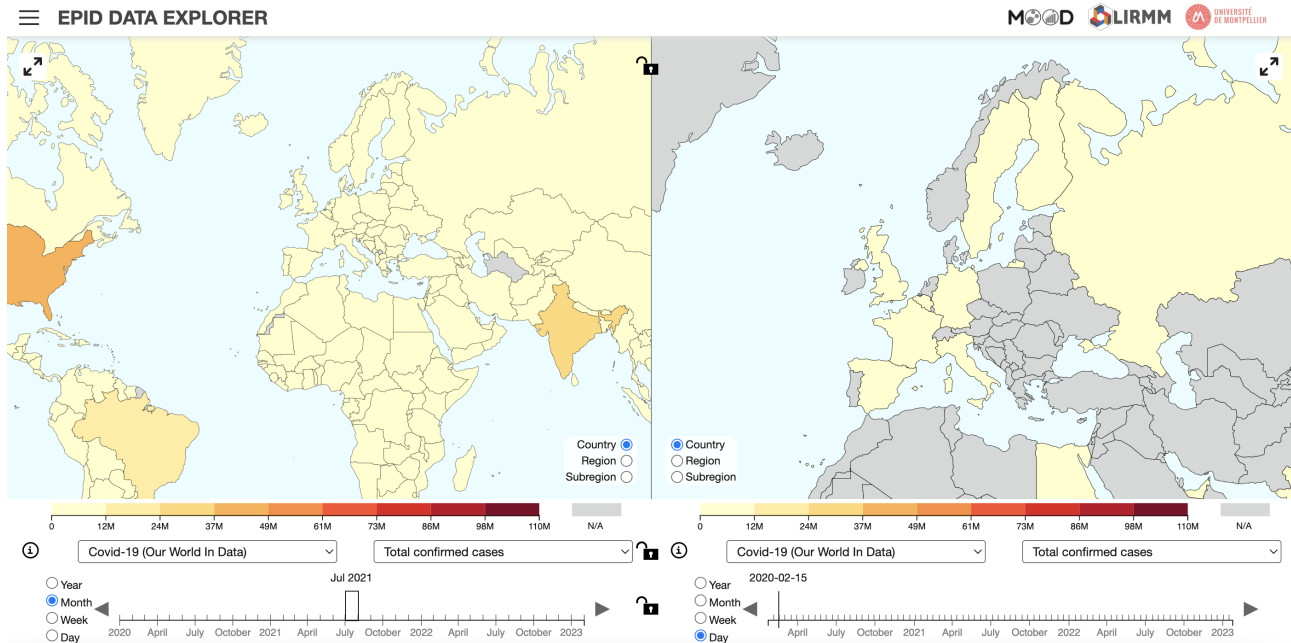 EPID DATA EXPLORER
MOOD LIRMM UNIVERSITÉ
DE MONTPELLIER
Country
Region
Subregion
Country
Region
Subregion
0 12M 24M 37M 49M 61M 73M 86M 98M 110M N/A
0 12M 24M 37M 49M 61M 73M 86M 98M 110M N/A
Covid-19 (Our World In Data) Total confirmed cases
Covid-19 (Our World In Data) Total confirmed cases
Year
Month
Week
Day
Jul 2021
2020 April July October 2021 April July October 2022 April July October 2023
Year
Month
Week
Day
2020-02-15
April July October 2021 April July October 2022 April July October 2023